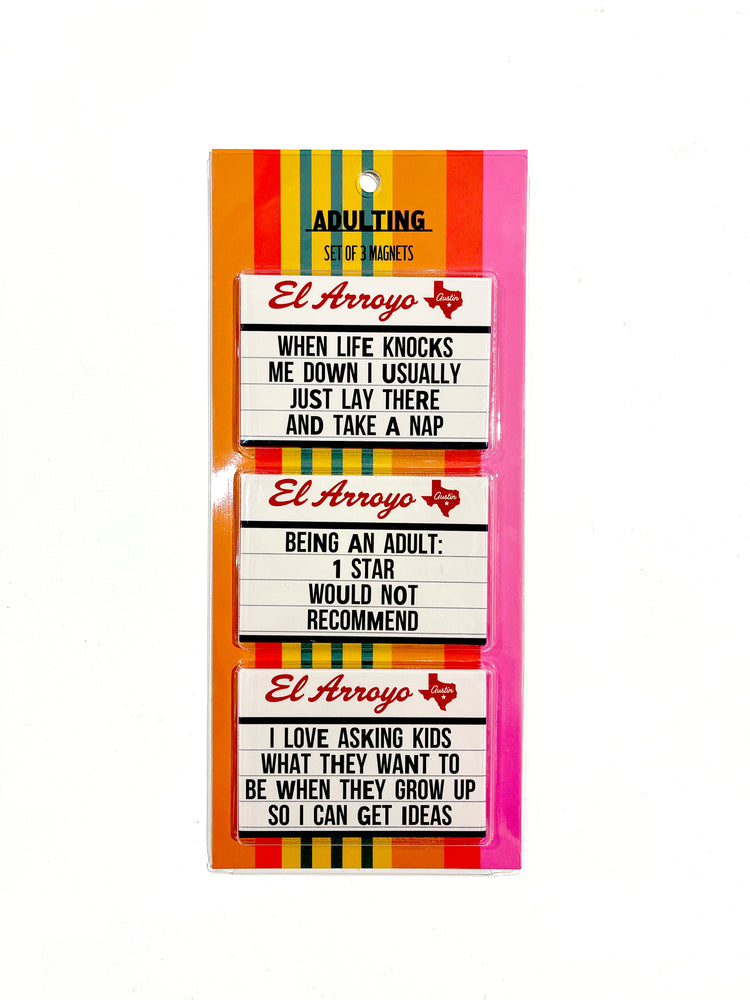 ADULTING
SET OF 3 MAGNETS
El Arroyo Austin
WHEN LIFE KNOCKS
ME DOWN I USUALLY
JUST LAY THERE
AND TAKE A NAP
El Arroyo Austin
BEING AN ADULT:
1 STAR
WOULD NOT
RECOMMEND
El Arroyo Austin
I LOVE ASKING KIDS
WHAT THEY WANT TO
BE WHEN THEY GROW UP
SO I CAN GET IDEAS